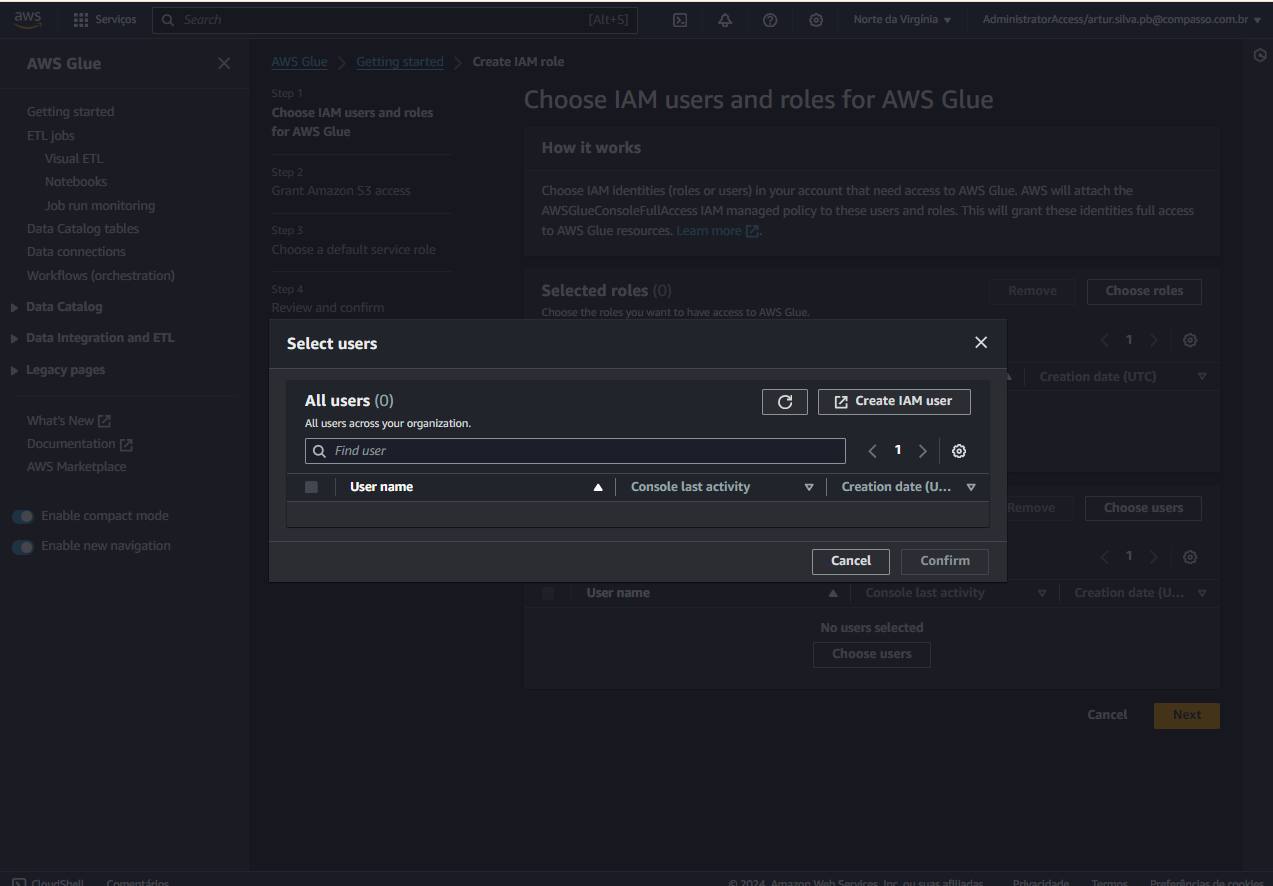 aws
Serviços
Search [Alt+S]
Norte da Virgínia
AdministratorAccess/artur.silva.pb@compasso.com.br
AWS Glue
Getting started
ETL jobs
Visual ETL
Notebooks
Job run monitoring
Data Catalog tables
Data connections
Workflows (orchestration)
Data Catalog
Data Integration and ETL
Legacy pages
What's New
Documentation
AWS Marketplace
Enable compact mode
Enable new navigation
AWS Glue Getting started Create IAM role
Step 1
Choose IAM users and roles
for AWS Glue
Step 2
Grant Amazon S3 access
Step 3
Choose a default service role
Step 4
Review and confirm
Choose IAM users and roles for AWS Glue
How it works
Choose IAM identities (roles or users) in your account that need access to AWS Glue. AWS will attach the
AWSGlueConsoleFullAccess IAM managed policy to these users and roles. This will grant these identities full access
to AWS Glue resources. Learn more.
Selected roles (0)
Remove
Choose roles
Choose the roles you want to have access to AWS Glue.
1
Creation date (UTC)
Select users
All users (0)
Create IAM user
All users across your organization.
Find user
1
User name Console last activity Creation date (U...
Cancel
Confirm
Remove
Choose users
1
User name Console last activity Creation date (U...
No users selected
Choose users
Cancel
Next
CloudShell Comentários © 2024, Amazon Web Services, Inc. ou suas afiliadas. Privacidade Termos Preferências de cookies